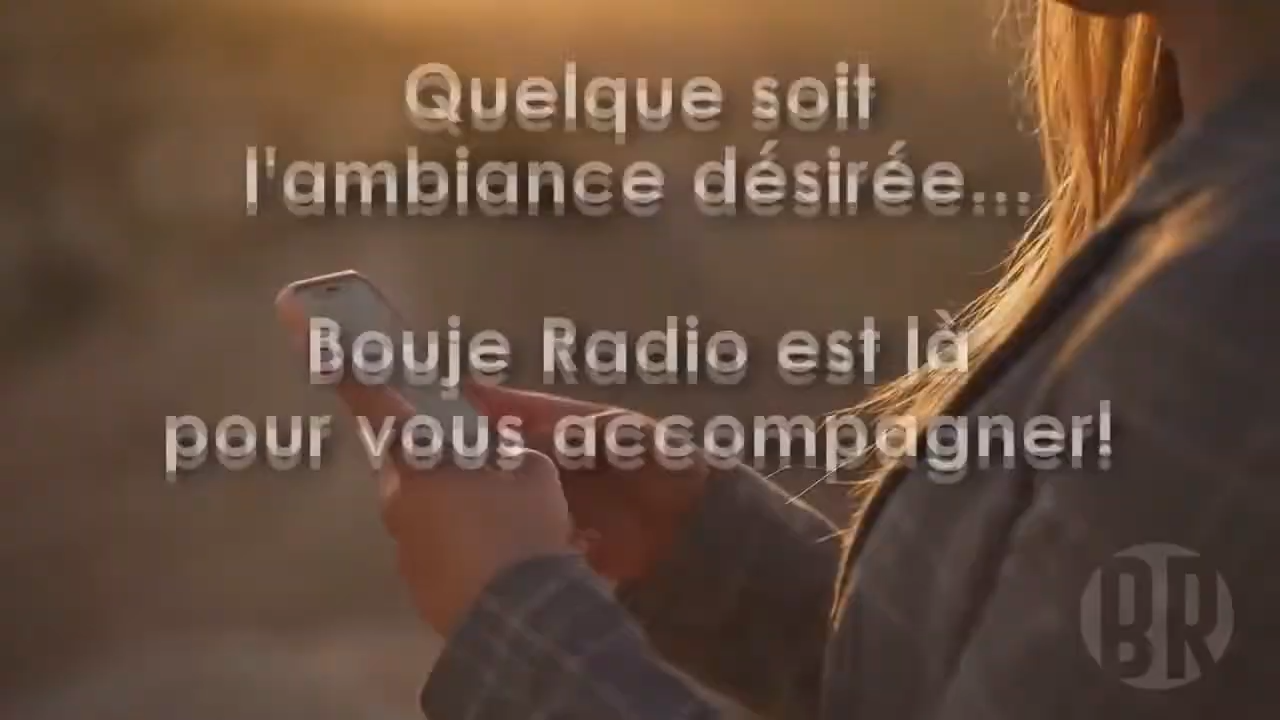 Quelque soit
l'ambiance désirée...
Bouje Radio est là
pour vous accompagner!
BR